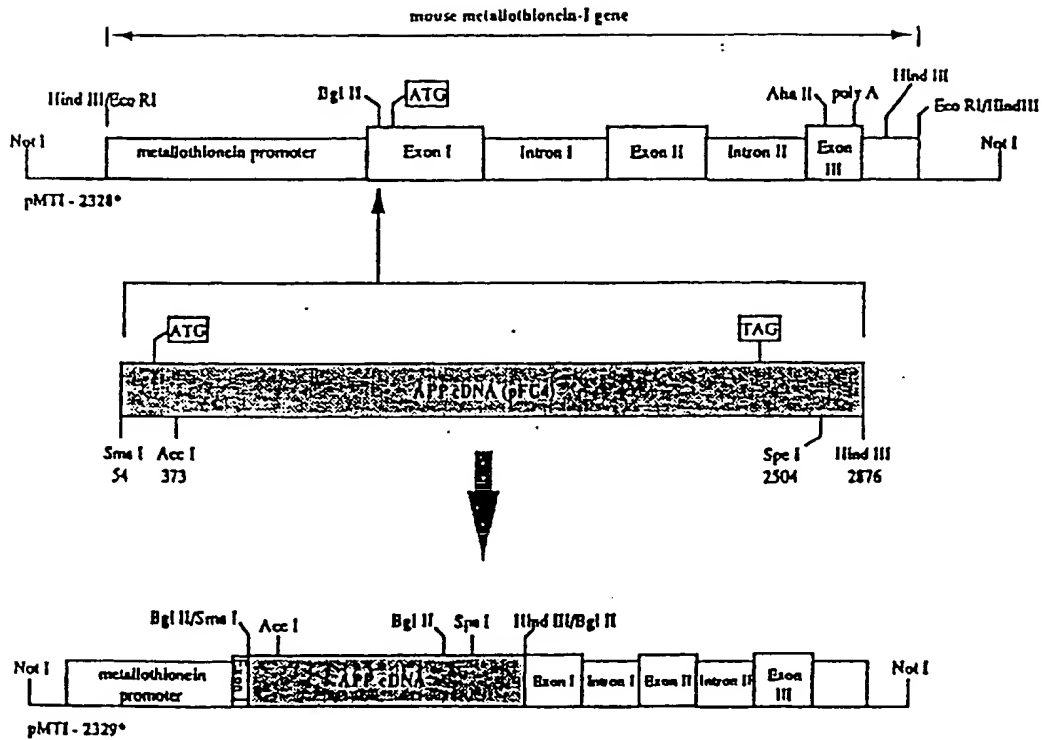 mouse metallothionein-I gene
Hind III/Eco RI
Bgl II
ATG
Aha II
poly A
Hind III
Eco RI/HindIII
Not I
metallothionein promoter
Exon I
Intron I
Exon II
Intron II
Exon III
Not I
pMTI - 2328*
ATG
TAG
APP cDNA (pFC4)
Sma I
54
Acc I
373
Spe I
2504
Hind III
2876
Bgl II/Sma I
Acc I
Bgl II
Spe I
Hind III/Bgl II
Not I
metallothionein promoter
APP cDNA
Exon I
Intron I
Exon II
Intron II
Exon III
Not I
pMTI - 2329*